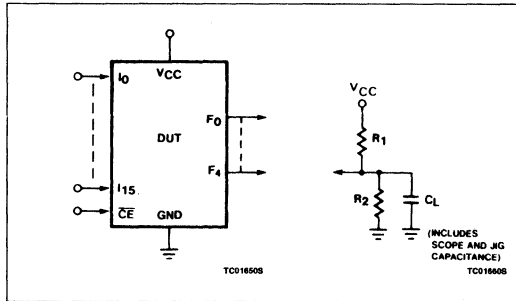 VCC
I0
F0
DUT
F4
I15
CE
GND
TC01650S
VCC
R1
R2
CL
(INCLUDES
SCOPE AND JIG
CAPACITANCE)
TC01660S